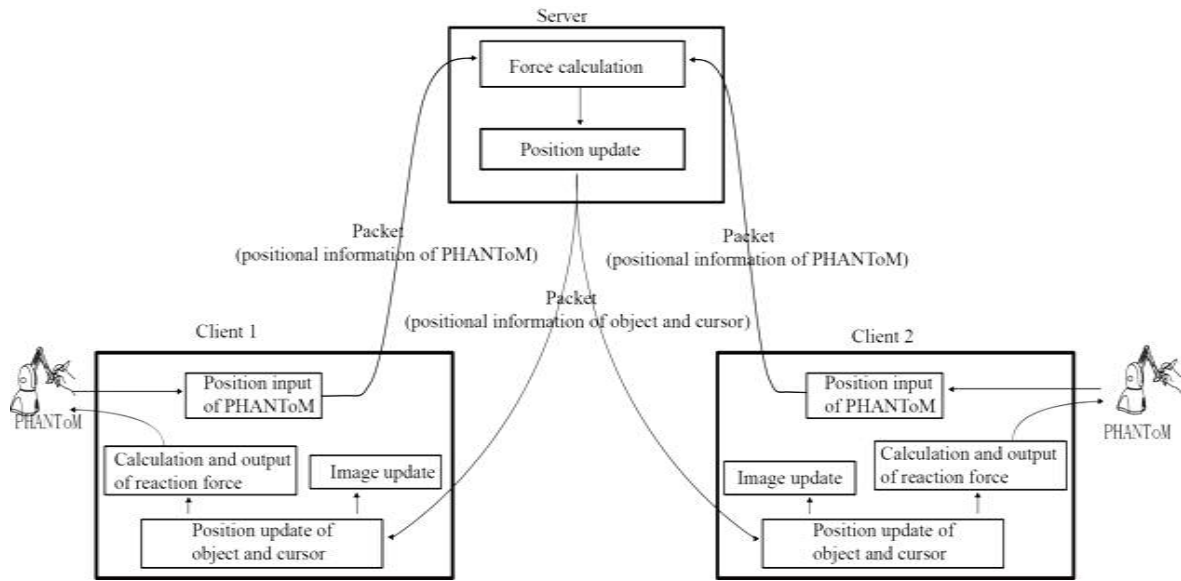 Server
Force calculation
Position update
Packet
(positional information of PHANToM)
Packet
(positional information of PHANToM)
Packet
(positional information of object and cursor)
Client 1
Position input
of PHANToM
PHANToM
Calculation and output
of reaction force
Image update
Position update of
object and cursor
Client 2
Position input
of PHANToM
PHANToM
Calculation and output
of reaction force
Image update
Position update of
object and cursor